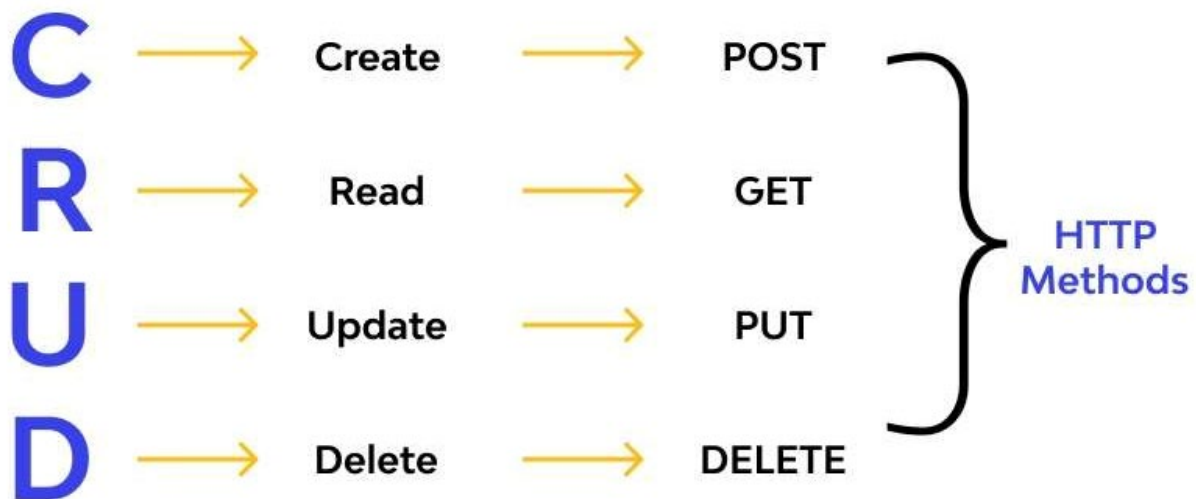 C Create POST
R Read GET
HTTP
Methods
U Update PUT
D Delete DELETE